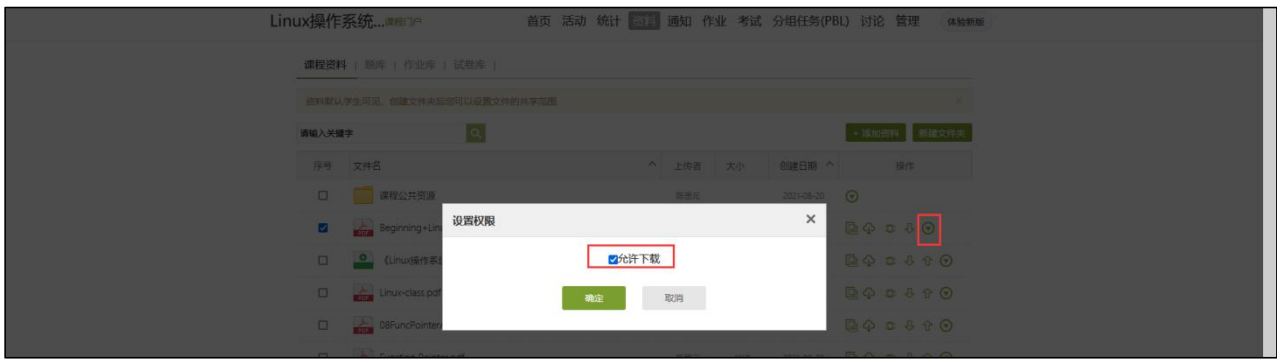 Linux操作系统...课程门户 首页 活动 统计 资料 通知 作业 考试 分组任务(PBL) 讨论 管理 体验新版
课程资料 | 题库 | 作业库 | 试卷库 |
资料默认学生可见，创建文件夹后您可以设置文件的共享范围 ×
请输入关键字 + 添加资料 新建文件夹
序号 文件名 上传者 大小 创建日期 操作
课程公共资源 2021-08-20
Beginning+Lin
设置权限 ×
《Linux操作系统
允许下载
Linux-class.pdf
确定 取消
08FuncPointer
Function Pointer.pdf